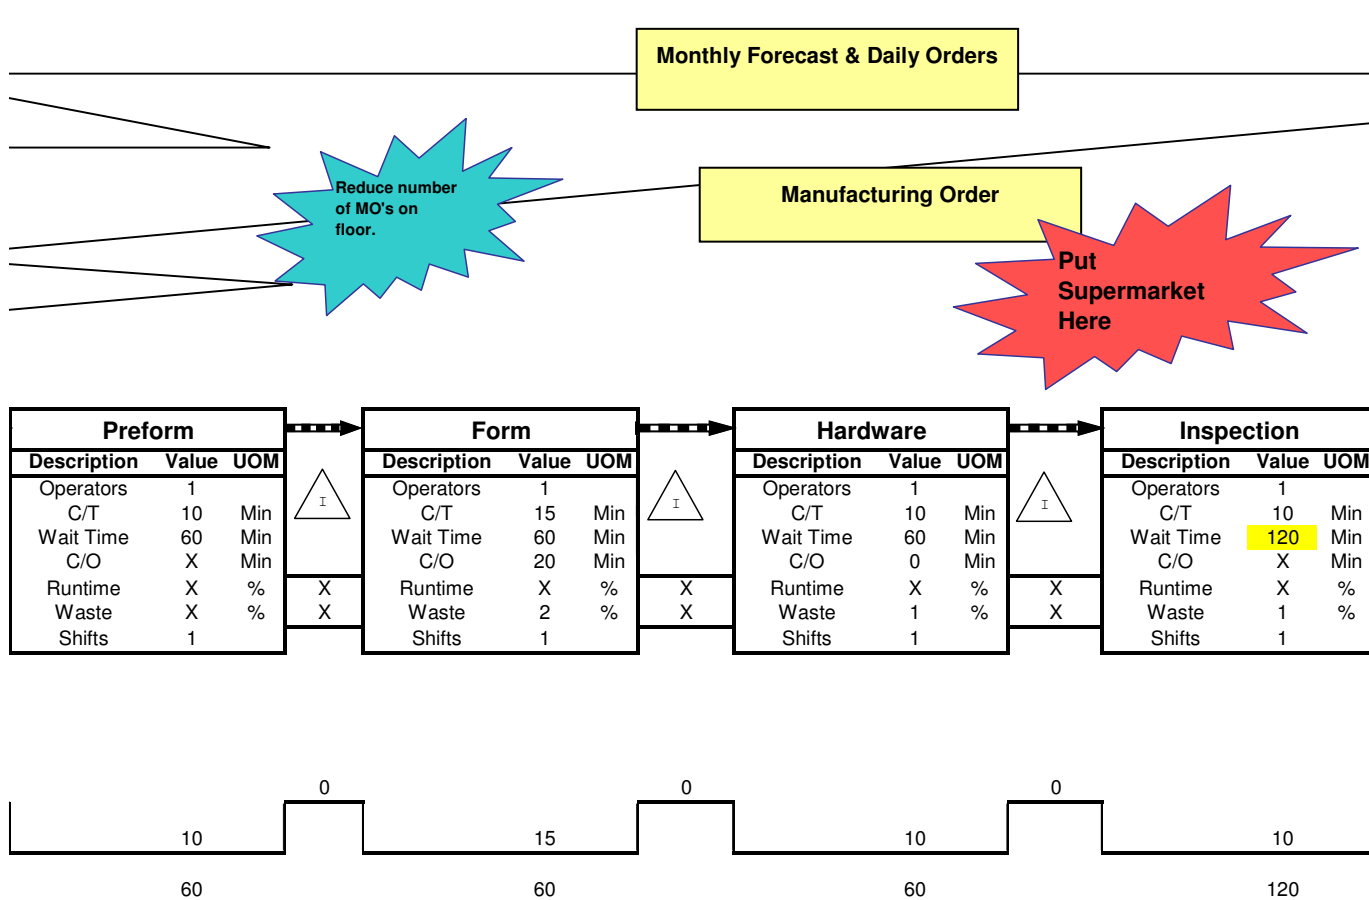 Monthly Forecast & Daily Orders
Reduce number
of MO's on
floor.
Manufacturing Order
Put
Supermarket
Here
Preform Form Hardware Inspection
Description Value UOM Description Value UOM Description Value UOM Description Value UOM
Operators 1 I Operators 1 I Operators 1 I Operators 1
C/T 10 Min C/T 15 Min C/T 10 Min C/T 10 Min
Wait Time 60 Min Wait Time 60 Min Wait Time 60 Min Wait Time 120 Min
C/O X Min C/O 20 Min C/O 0 Min C/O X Min
Runtime X % X Runtime X % X Runtime X % X Runtime X %
Waste X % X Waste 2 % X Waste 1 % X Waste 1 %
Shifts 1 Shifts 1 Shifts 1 Shifts 1
0 0 0
10 15 10 10
60 60 60 120